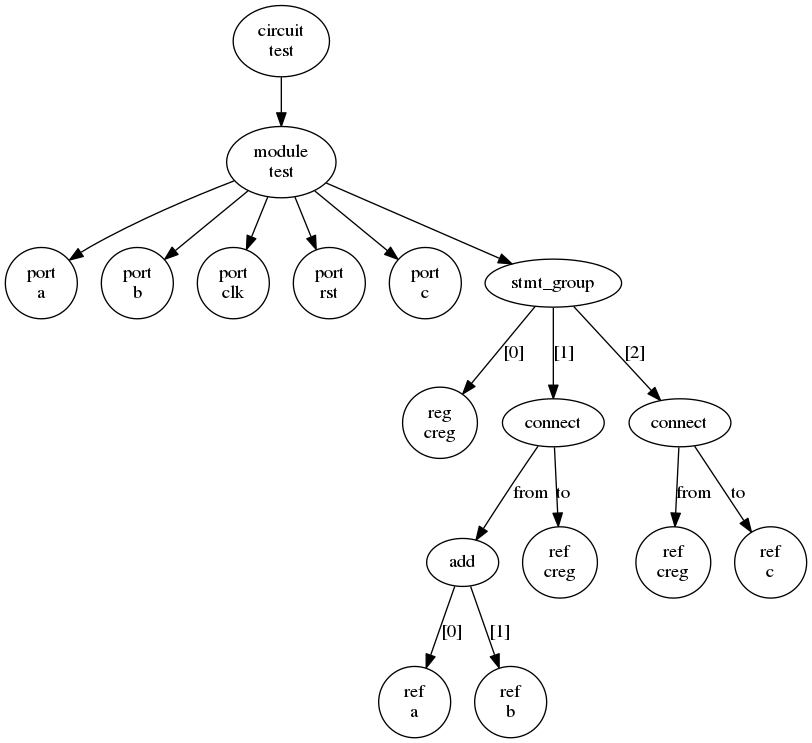 circuit
test
module
test
port
a
port
b
port
clk
port
rst
port
c
stmt_group
[0]
[1]
[2]
reg
creg
connect
connect
from
to
from
to
add
ref
creg
ref
creg
ref
c
[0]
[1]
ref
a
ref
b